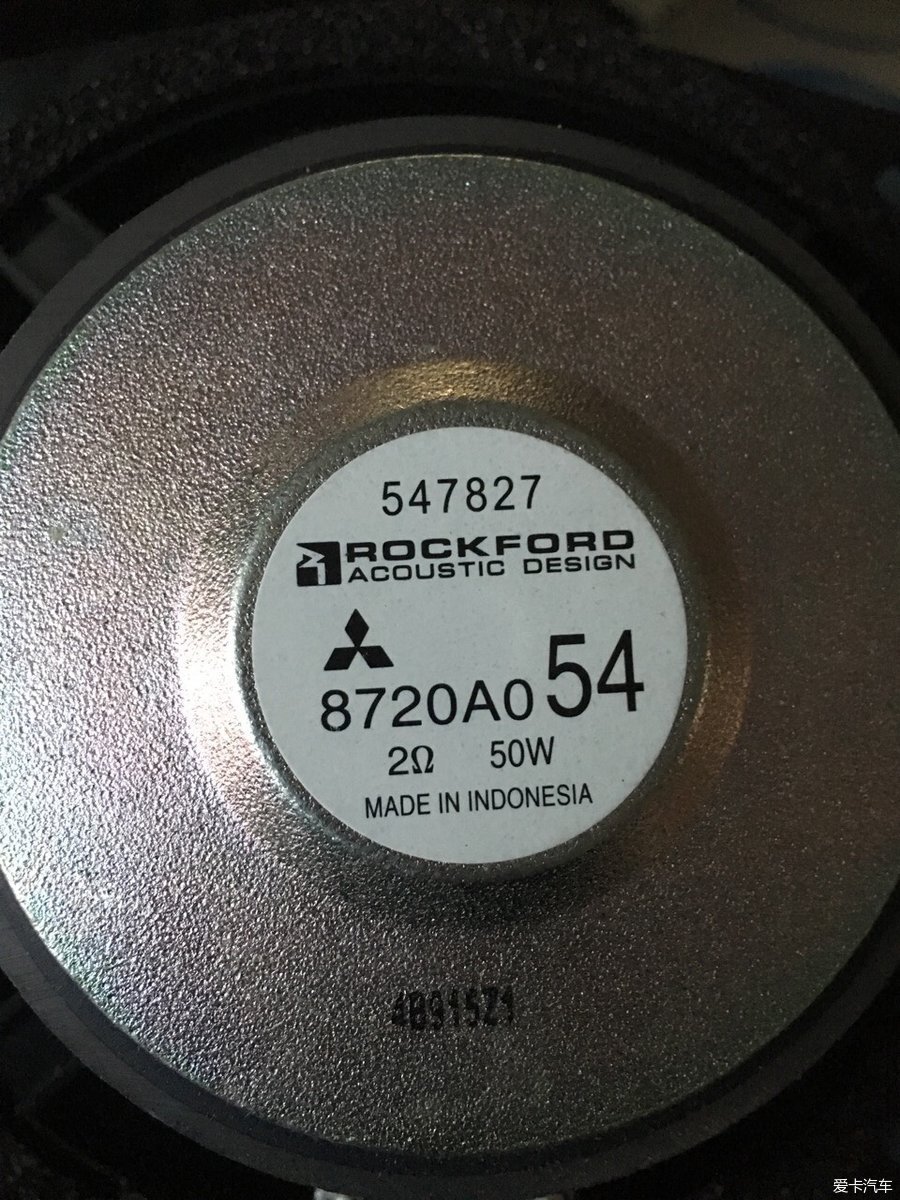 547827
ROCKFORD
ACOUSTIC DESIGN
8720A054
2Ω 50W
MADE IN INDONESIA
爱卡汽车